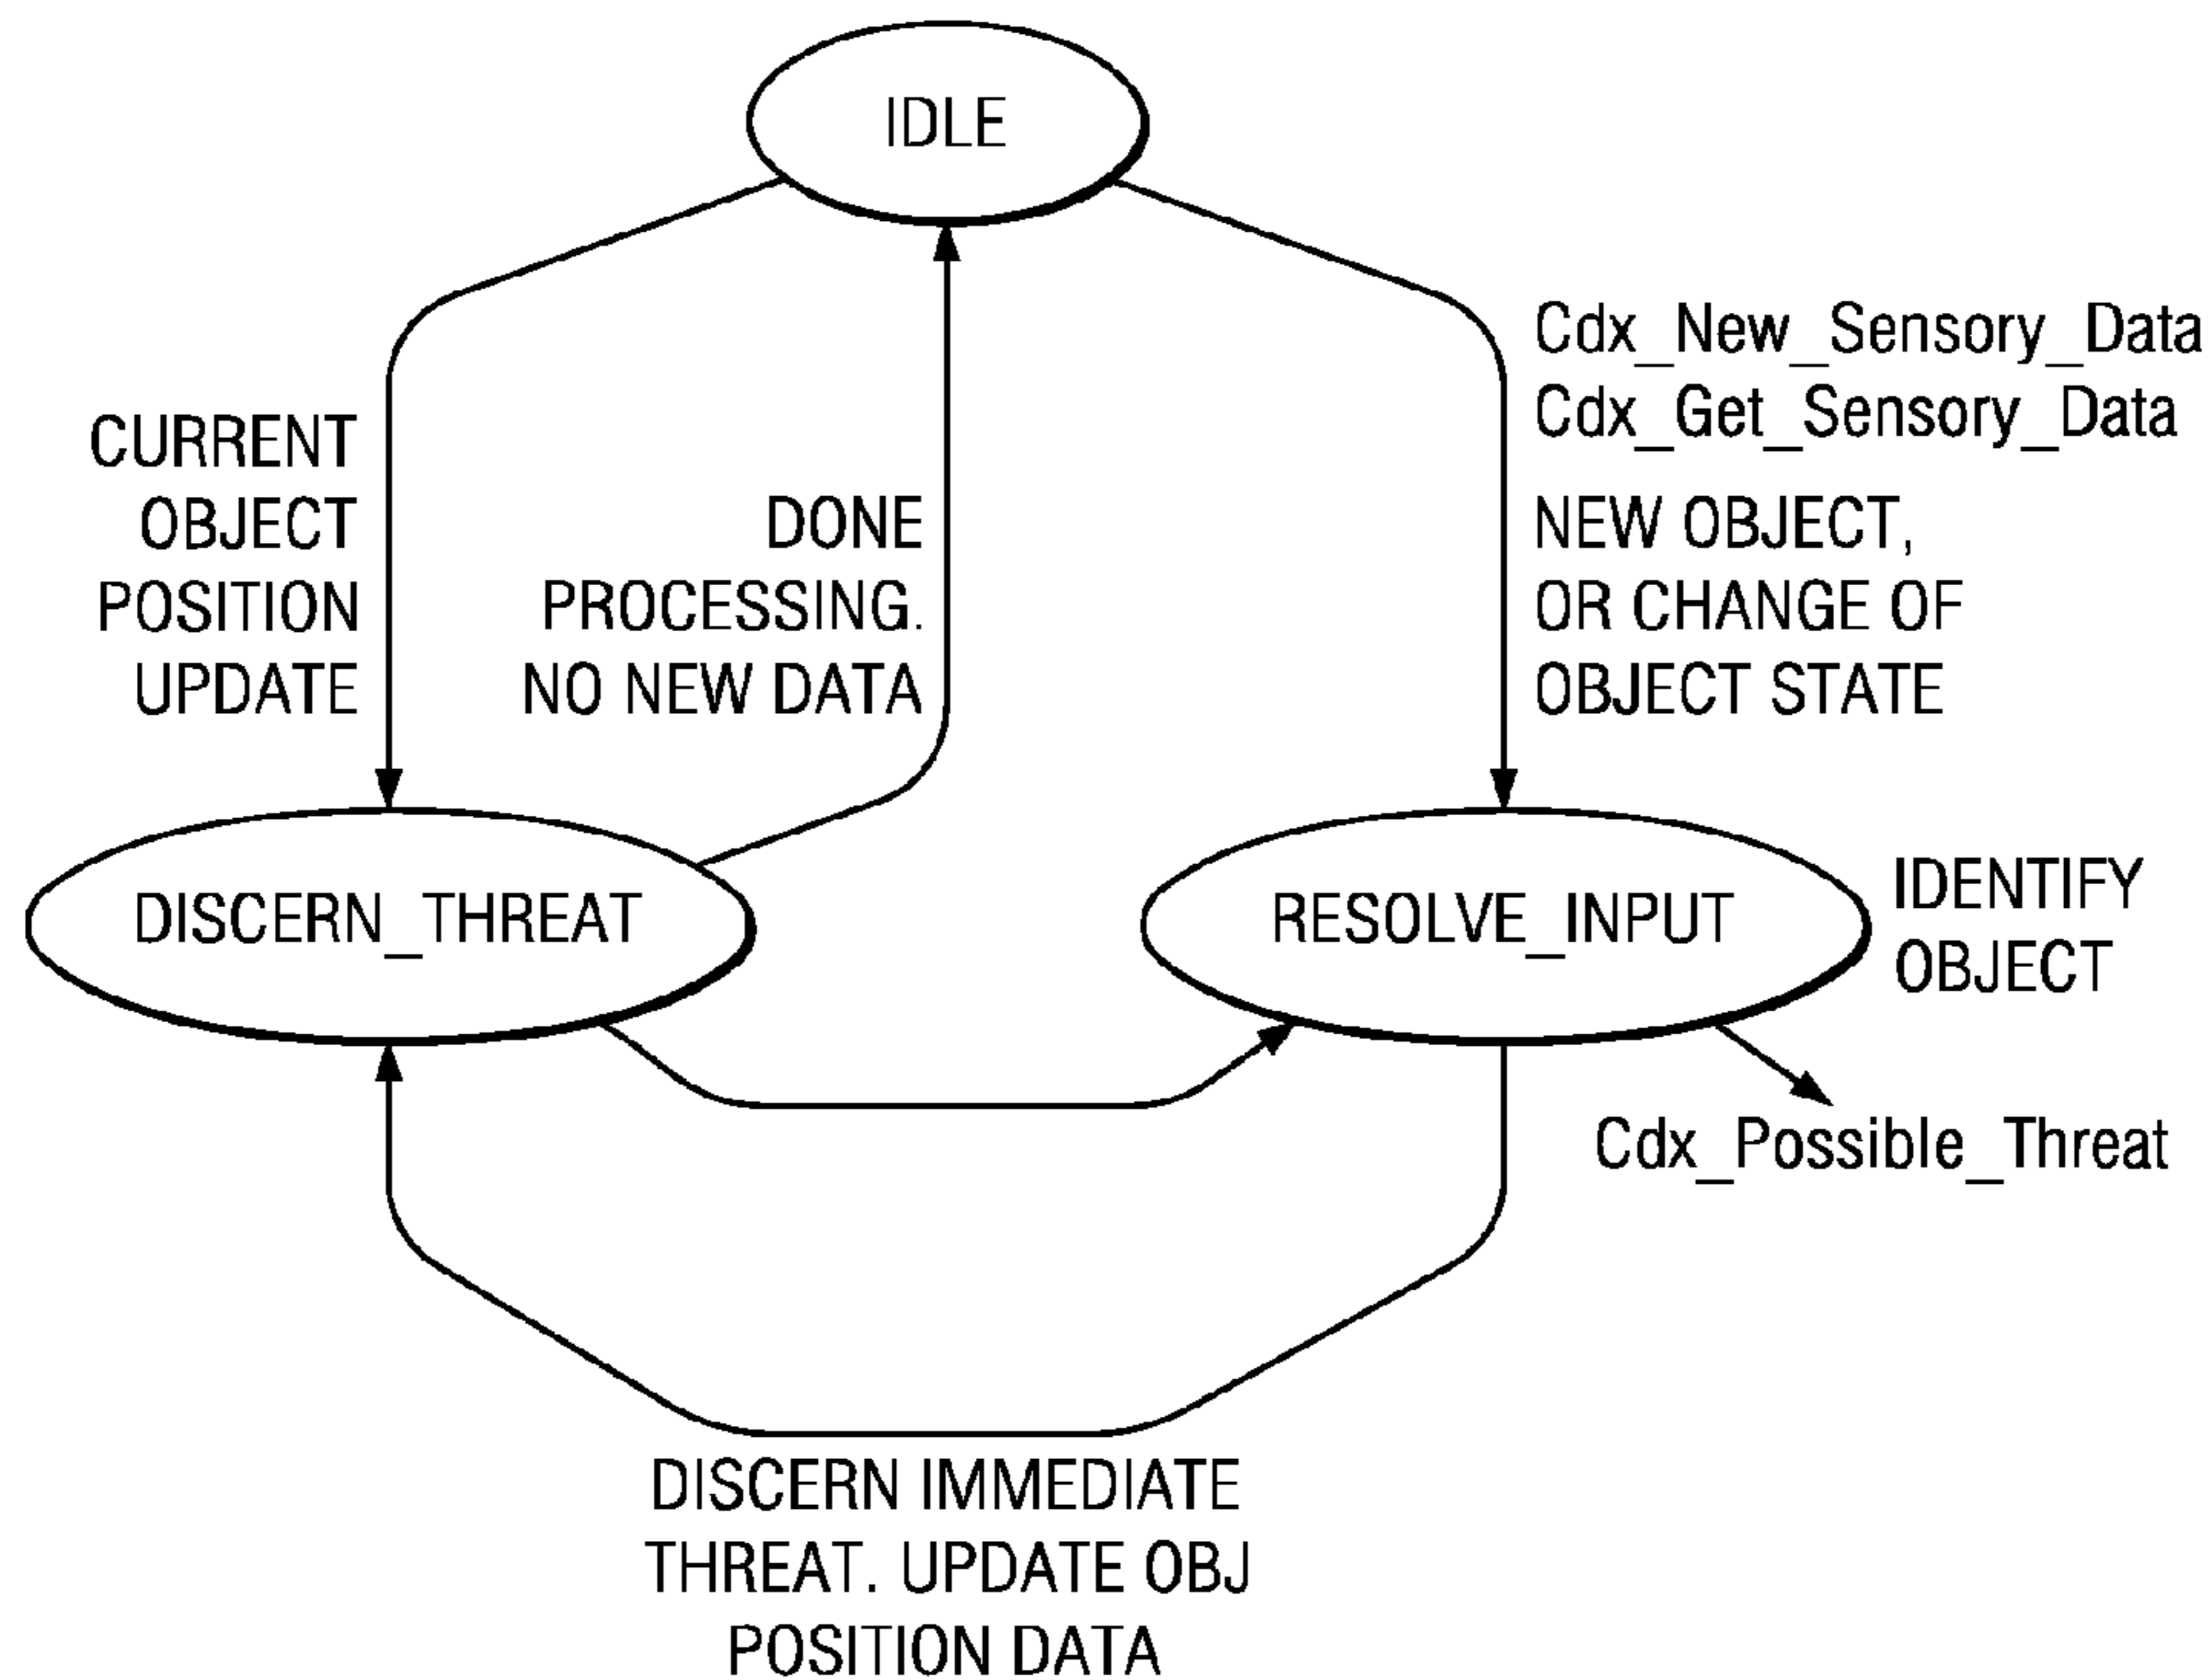 IDLE
Cdx_New_Sensory_Data
Cdx_Get_Sensory_Data
NEW OBJECT,
OR CHANGE OF
OBJECT STATE
CURRENT
OBJECT
POSITION
UPDATE
DONE
PROCESSING.
NO NEW DATA
DISCERN_THREAT
RESOLVE_INPUT
IDENTIFY
OBJECT
Cdx_Possible_Threat
DISCERN IMMEDIATE
THREAT. UPDATE OBJ
POSITION DATA